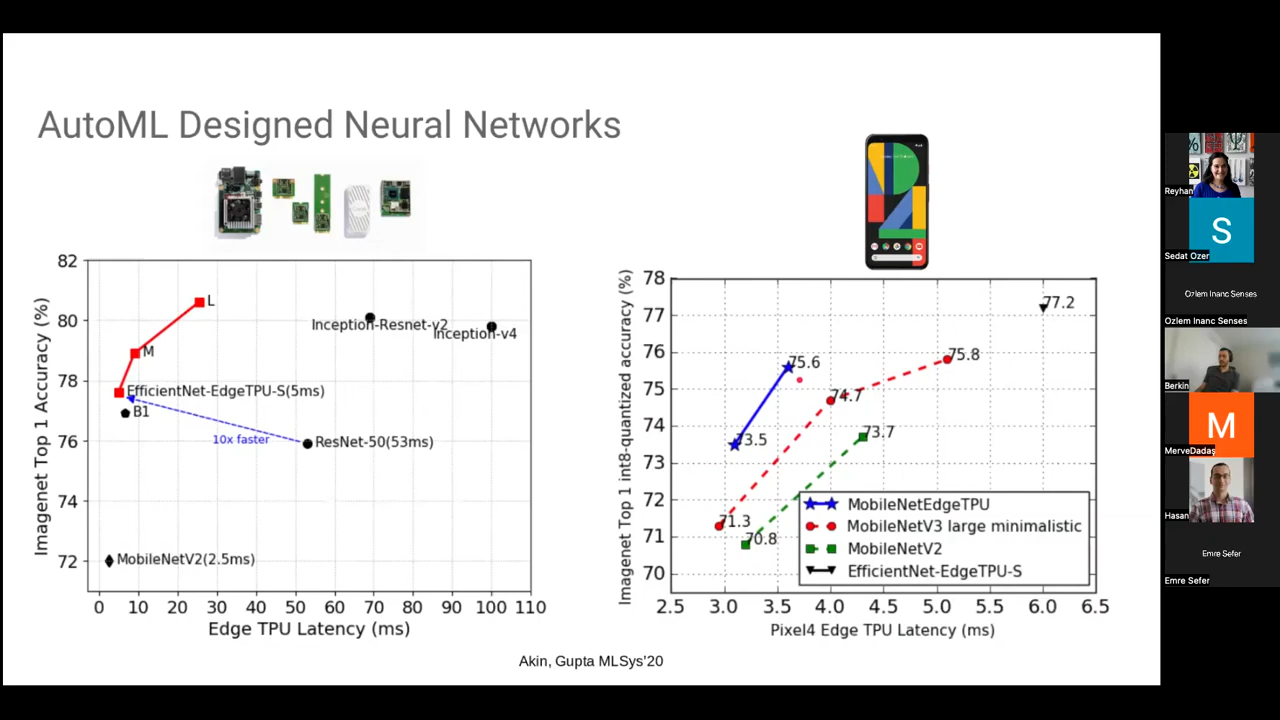 AutoML Designed Neural Networks
82
80
78
76
74
72
Imagenet Top 1 Accuracy (%)
L
M
Inception-Resnet-v2
Inception-v4
EfficientNet-EdgeTPU-S(5ms)
B1
10x faster
ResNet-50(53ms)
MobileNetV2(2.5ms)
0 10 20 30 40 50 60 70 80 90 100 110
Edge TPU Latency (ms)
78
77
76
75
74
73
72
71
70
Imagenet Top 1 int8-quantized accuracy (%)
77.2
75.6
75.8
74.7
73.5
73.7
71.3
70.8
MobileNetEdgeTPU
MobileNetV3 large minimalistic
MobileNetV2
EfficientNet-EdgeTPU-S
2.5 3.0 3.5 4.0 4.5 5.0 5.5 6.0 6.5
Pixel4 Edge TPU Latency (ms)
Akin, Gupta MLSys'20
Reyhan
S
Sedat Ozer
Ozlem Inanc Senses
Ozlem Inanc Senses
Berkin
M
MerveDadaş
Hasan
Emre Sefer
Emre Sefer